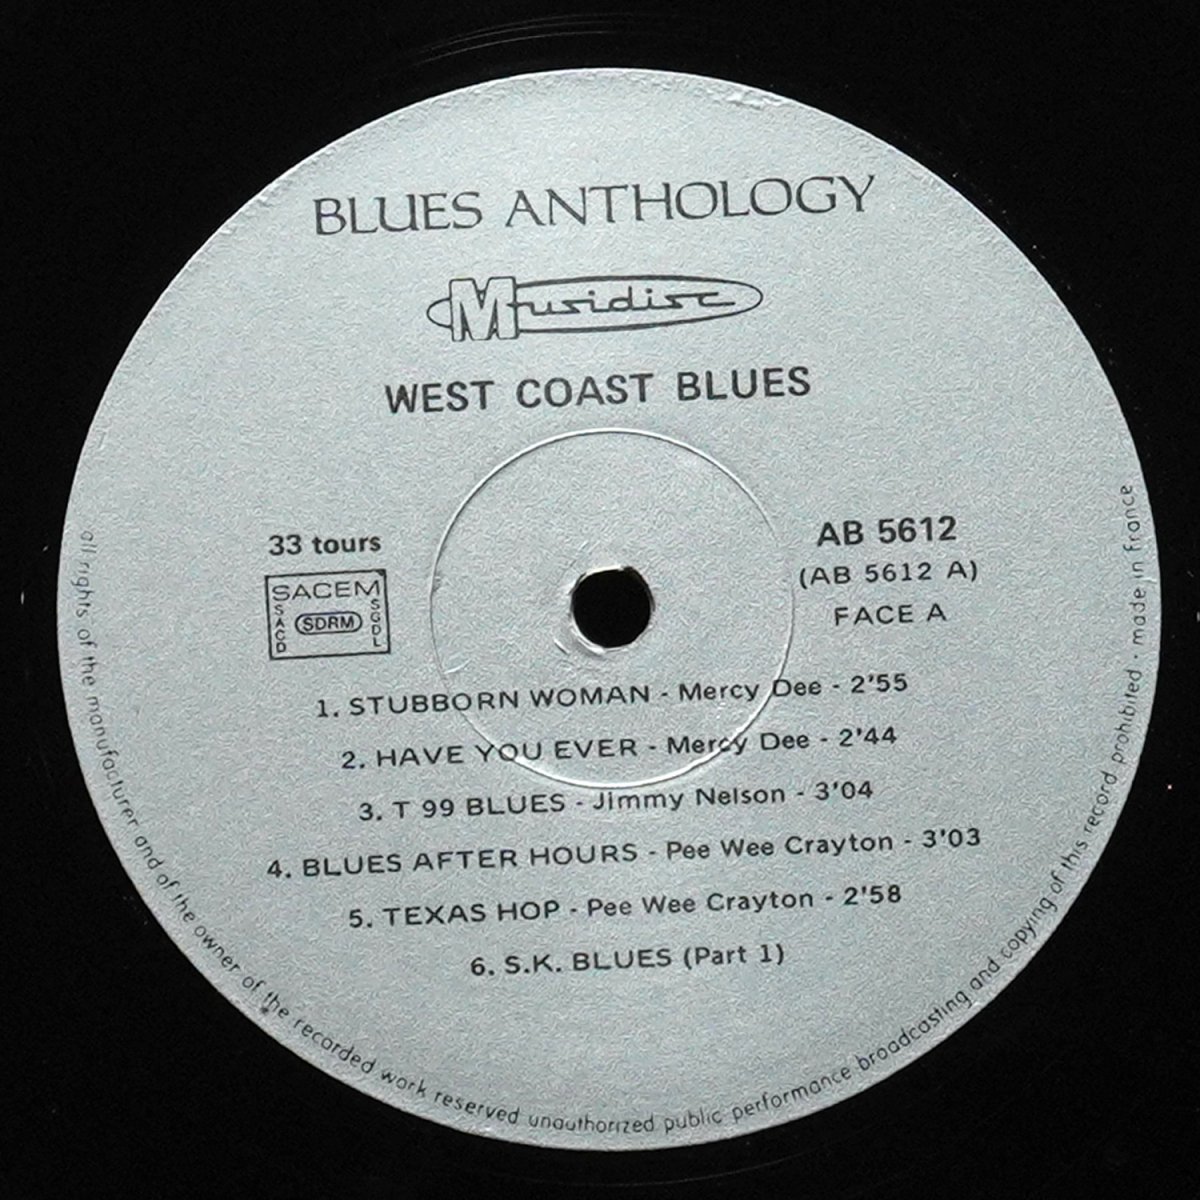 BLUES ANTHOLOGY
Musidisc
WEST COAST BLUES
33 tours
SACEM
SACD
SDRM
SGDL
AB 5612
(AB 5612 A)
FACE A
1. STUBBORN WOMAN - Mercy Dee - 2'55
2. HAVE YOU EVER - Mercy Dee - 2'44
3. T 99 BLUES - Jimmy Nelson - 3'04
4. BLUES AFTER HOURS - Pee Wee Crayton - 3'03
5. TEXAS HOP - Pee Wee Crayton - 2'58
6. S.K. BLUES (Part 1)
all rights of the manufacturer and of the owner of the recorded work reserved unauthorized public performance broadcasting and copying of this record prohibited · made in france